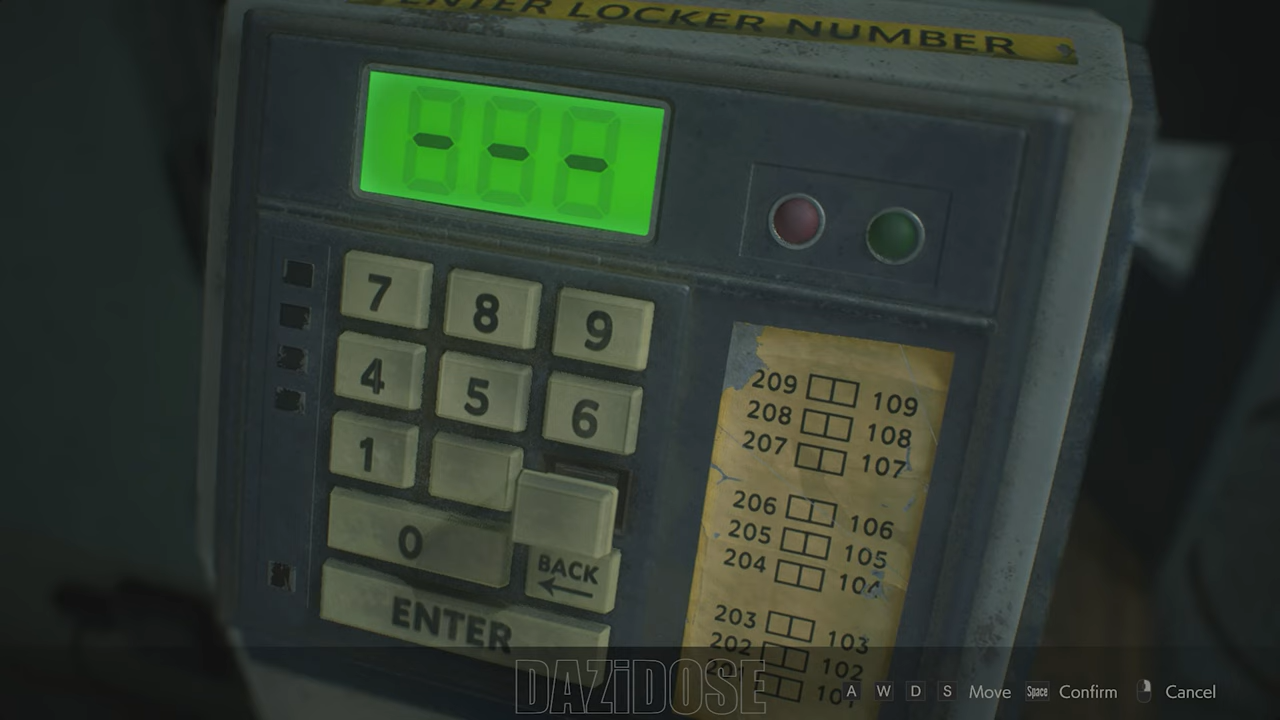 ENTER LOCKER NUMBER
7 8 9
4 5 6
1
0
BACK
ENTER
209 109
208 108
207 107
206 106
205 105
204 104
203 103
202 102
201
DAZiDOSE
A W D S Move Space Confirm Cancel